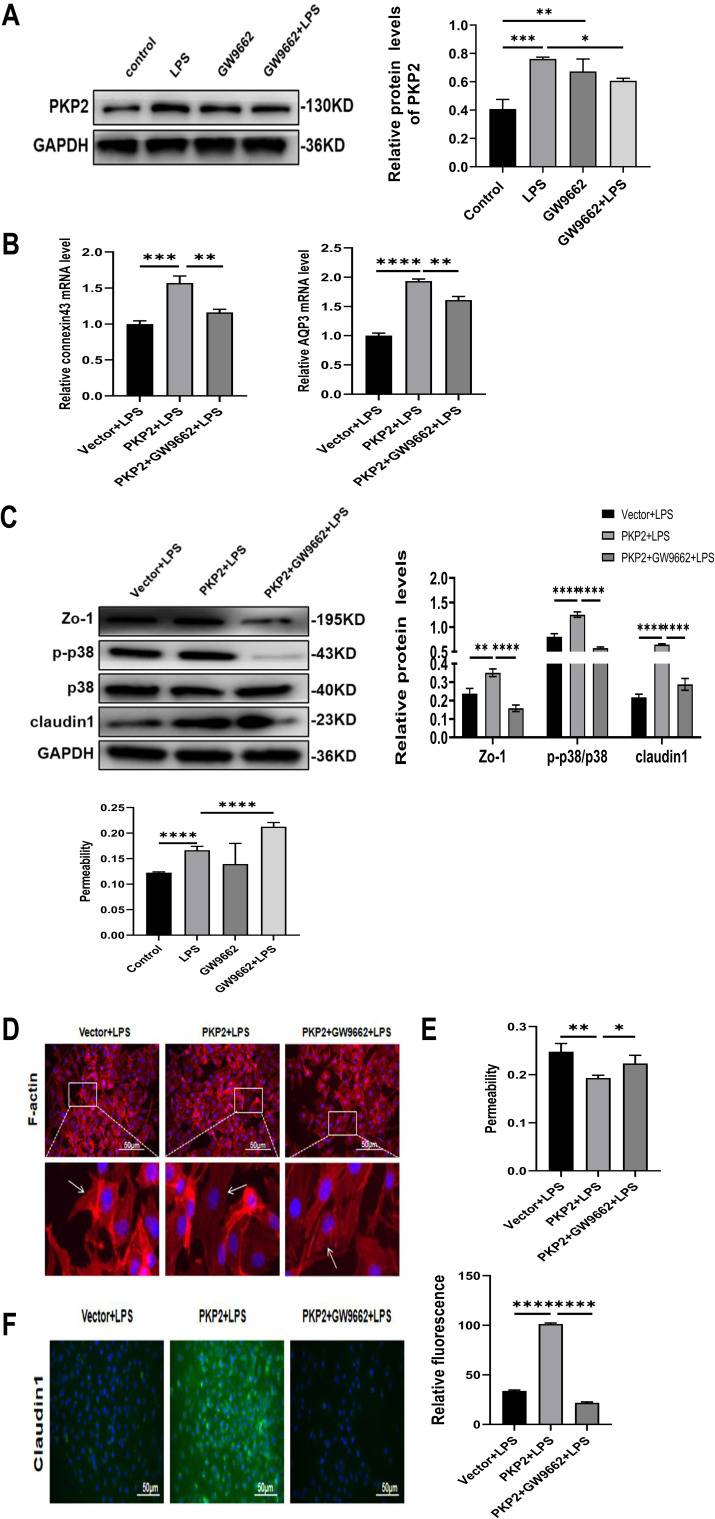 A
control
LPS
GW9662
GW9662+LPS
PKP2
-130KD
GAPDH
-36KD
Relative protein levels
of PKP2
1.0
0.8
0.6
0.4
0.2
0.0
**
***
*
Control
LPS
GW9662
GW9662+LPS
B
Relative connexin43 mRNA level
2.0
1.5
1.0
0.5
0.0
***
**
Vector+LPS
PKP2+LPS
PKP2+GW9662+LPS
Relative AQP3 mRNA level
2.5
2.0
1.5
1.0
0.5
0.0
****
**
Vector+LPS
PKP2+LPS
PKP2+GW9662+LPS
C
Vector+LPS
PKP2+LPS
PKP2+GW9662+LPS
Zo-1
-195KD
p-p38
-43KD
p38
-40KD
claudin1
-23KD
GAPDH
-36KD
Vector+LPS
PKP2+LPS
PKP2+GW9662+LPS
Relative protein levels
2.0
1.5
1.0
0.5
0.4
0.3
0.2
0.1
0.0
**
****
****
****
****
****
Zo-1
p-p38/p38
claudin1
Permeability
0.25
0.20
0.15
0.10
0.05
0.00
****
****
Control
LPS
GW9662
GW9662+LPS
D
Vector+LPS
PKP2+LPS
PKP2+GW9662+LPS
F-actin
50μm
50μm
50μm
E
Permeability
0.3
0.2
0.1
0.0
**
*
Vector+LPS
PKP2+LPS
PKP2+GW9662+LPS
F
Vector+LPS
PKP2+LPS
PKP2+GW9662+LPS
Claudin1
50μm
50μm
50μm
Relative fluorescence
150
100
50
0
****
****
Vector+LPS
PKP2+LPS
PKP2+GW9662+LPS